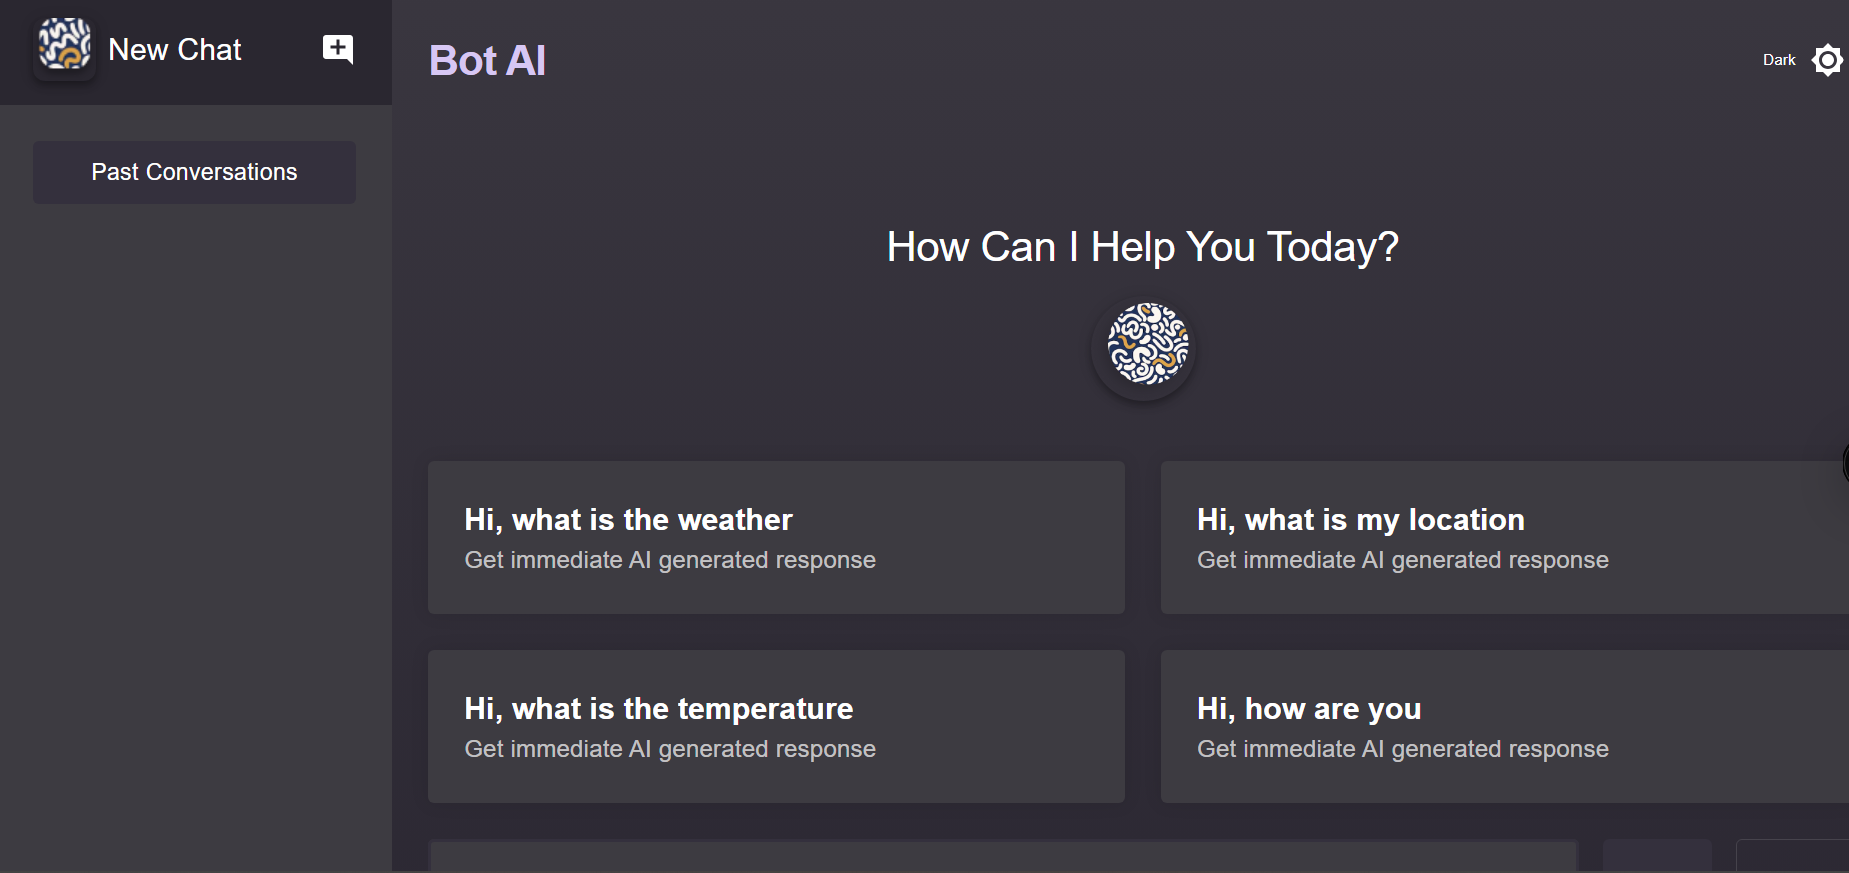 New Chat
Past Conversations
Bot AI
Dark
How Can I Help You Today?
Hi, what is the weather
Get immediate AI generated response
Hi, what is my location
Get immediate AI generated response
Hi, what is the temperature
Get immediate AI generated response
Hi, how are you
Get immediate AI generated response